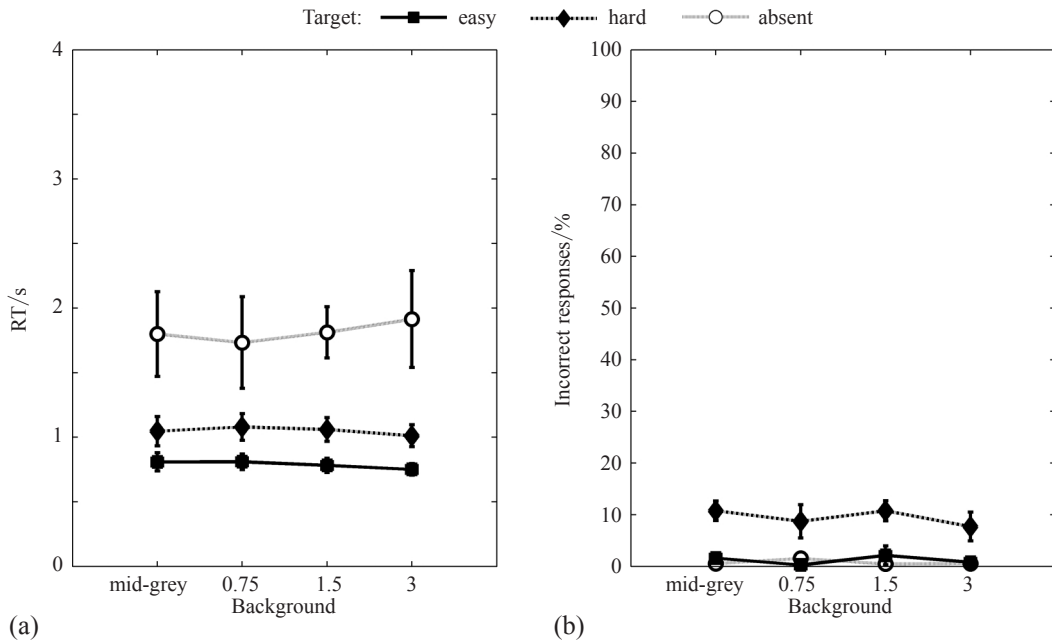 Target: easy hard absent
4
3
2
1
0
RT/s
mid-grey 0.75 1.5 3
Background
(a)
100
90
80
70
60
50
40
30
20
10
0
Incorrect responses/%
mid-grey 0.75 1.5 3
Background
(b)